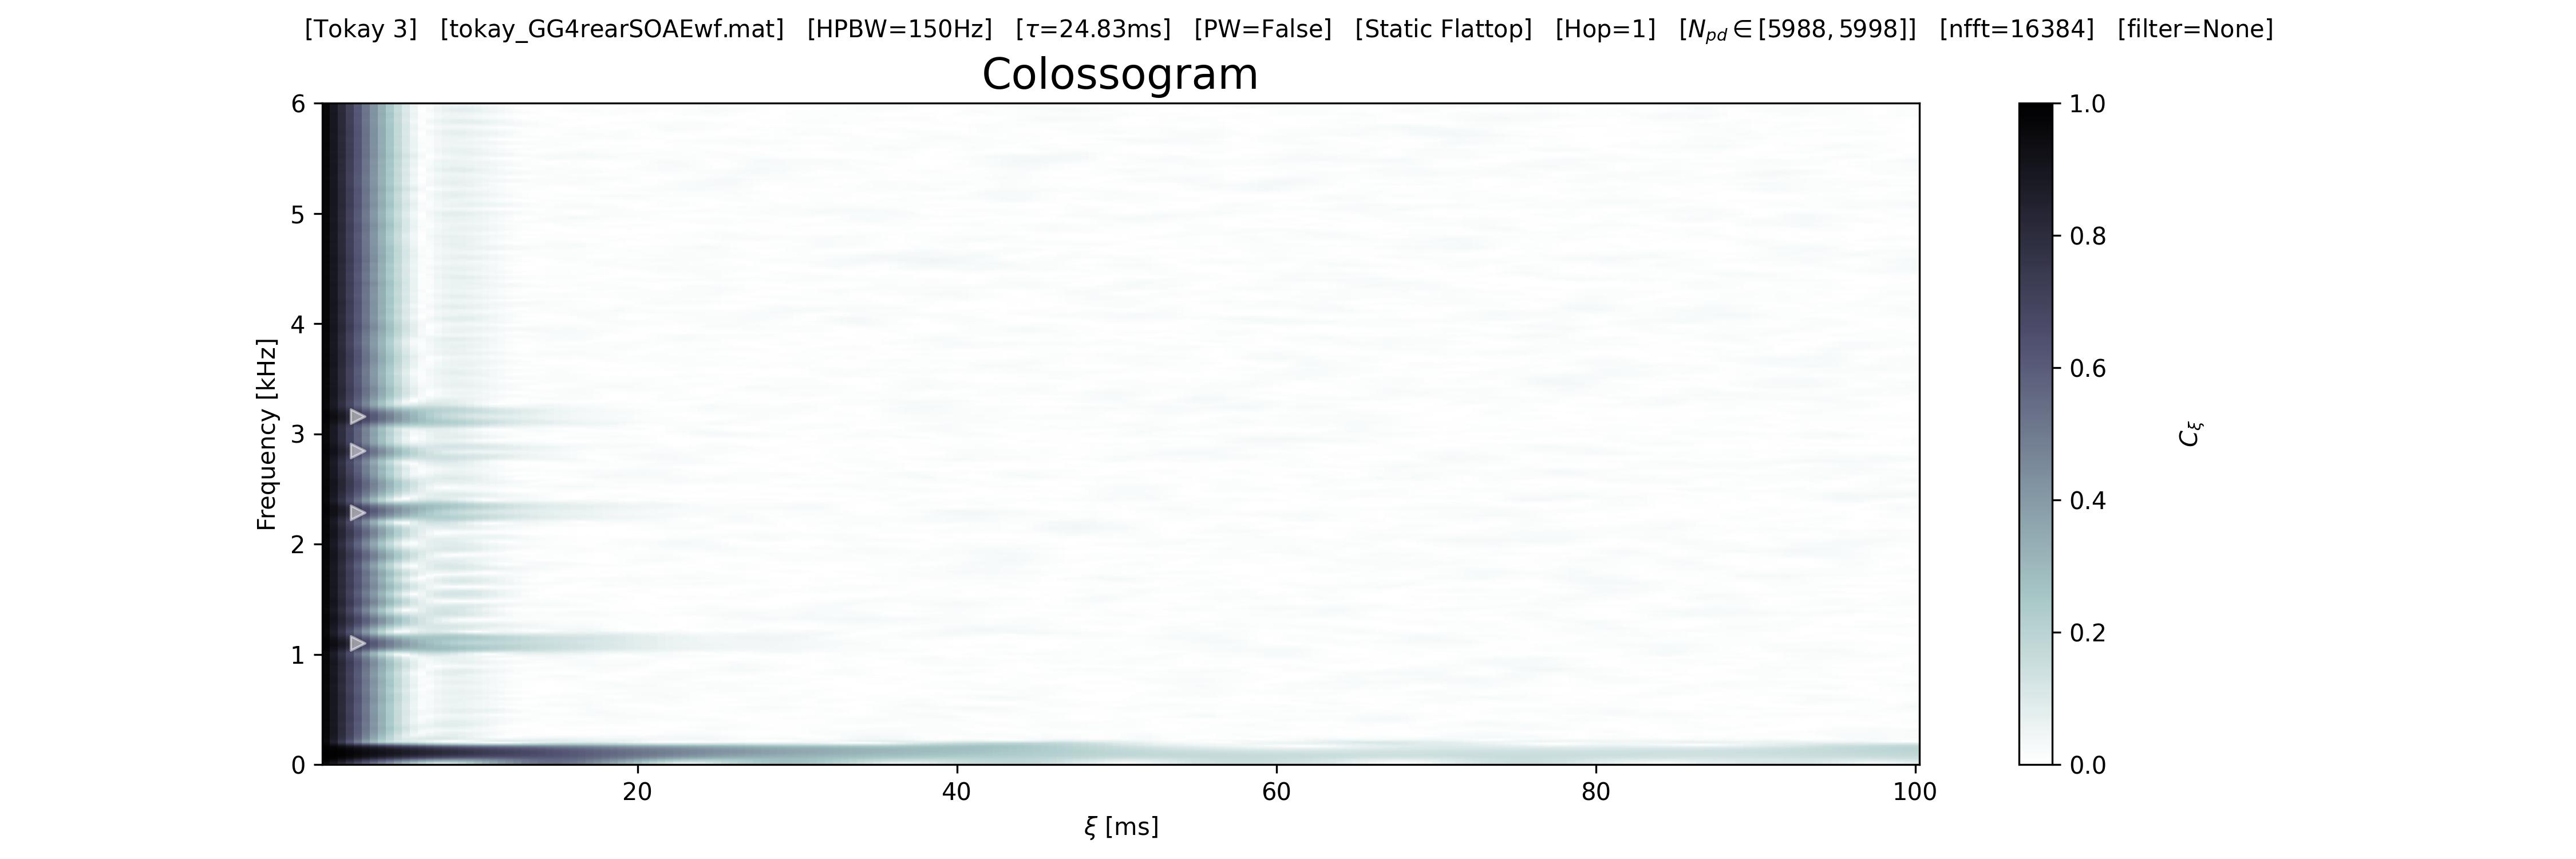 [Tokay 3] [tokay_GG4rearSOAEwf.mat] [HPBW=150Hz] [τ=24.83ms] [PW=False] [Static Flattop] [Hop=1] [N_pd ∈ [5988, 5998]] [nfft=16384] [filter=None]
Colossogram
6
5
4
3
2
1
0
Frequency [kHz]
20 40 60 80 100
ξ [ms]
1.0
0.8
0.6
0.4
0.2
0.0
C_ξ